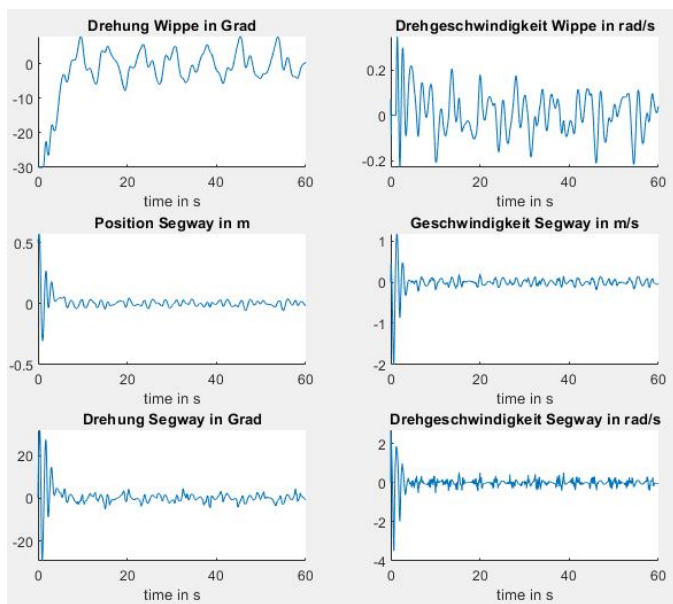 Drehung Wippe in Grad
0
-10
-20
-30
0 20 40 60
time in s
Drehgeschwindigkeit Wippe in rad/s
0.2
0
-0.2
0 20 40 60
time in s
Position Segway in m
0.5
0
-0.5
0 20 40 60
time in s
Geschwindigkeit Segway in m/s
1
0
-1
-2
0 20 40 60
time in s
Drehung Segway in Grad
20
0
-20
0 20 40 60
time in s
Drehgeschwindigkeit Segway in rad/s
2
0
-2
-4
0 20 40 60
time in s